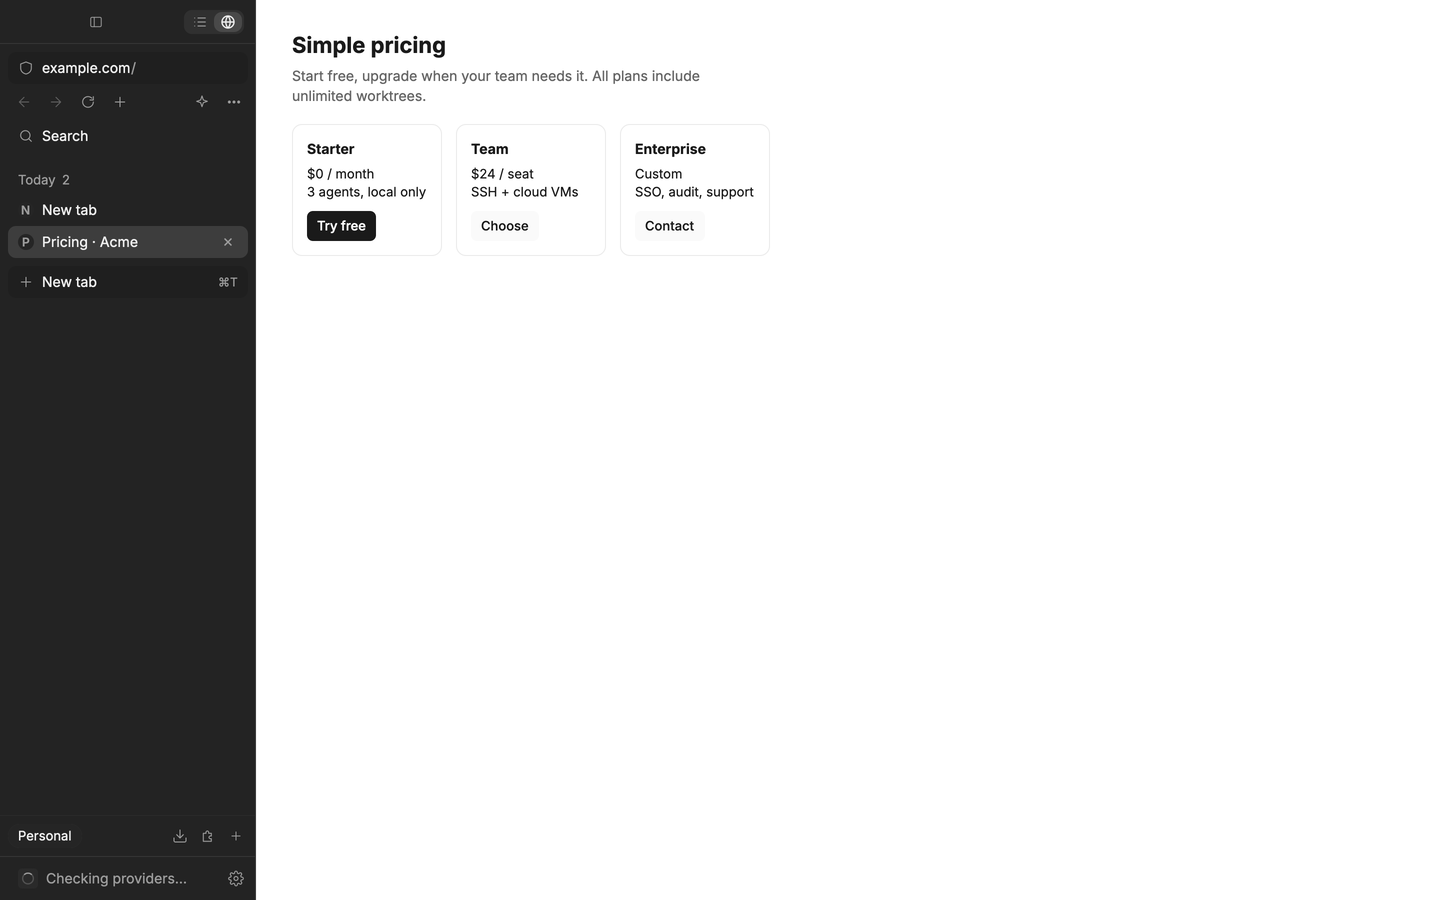 example.com/
Search
Today 2
N New tab
P Pricing · Acme
New tab ⌘T
Personal
Checking providers...
Simple pricing
Start free, upgrade when your team needs it. All plans include
unlimited worktrees.
Starter
$0 / month
3 agents, local only
Try free
Team
$24 / seat
SSH + cloud VMs
Choose
Enterprise
Custom
SSO, audit, support
Contact